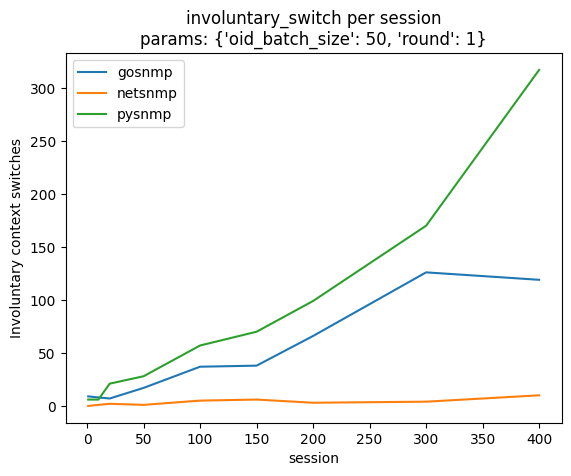 involuntary_switch per session
params: {'oid_batch_size': 50, 'round': 1}
gosnmp
netsnmp
pysnmp
Involuntary context switches
300
250
200
150
100
50
0
0 50 100 150 200 250 300 350 400
session